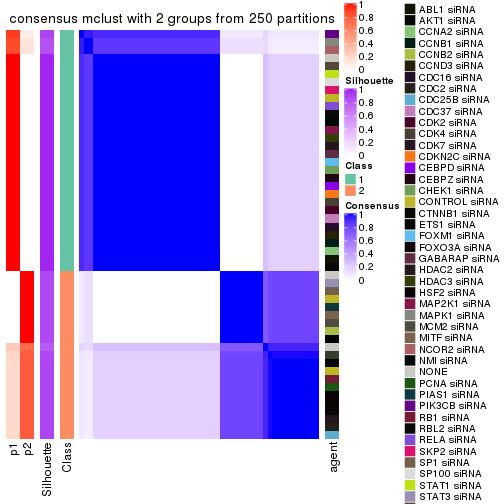 consensus mclust with 2 groups from 250 partitions
p1
p2
Silhouette
Class
agent
1
0.8
0.6
0.4
0.2
0
Silhouette
1
0.8
0.6
0.4
0.2
0
Class
1
2
Consensus
1
0.8
0.6
0.4
0.2
0
ABL1 siRNA
AKT1 siRNA
CCNA2 siRNA
CCNB1 siRNA
CCNB2 siRNA
CCND3 siRNA
CDC16 siRNA
CDC2 siRNA
CDC25B siRNA
CDC37 siRNA
CDK2 siRNA
CDK4 siRNA
CDK7 siRNA
CDKN2C siRNA
CEBPD siRNA
CEBPZ siRNA
CHEK1 siRNA
CONTROL siRNA
CTNNB1 siRNA
ETS1 siRNA
FOXM1 siRNA
FOXO3A siRNA
GABARAP siRNA
HDAC2 siRNA
HDAC3 siRNA
HSF2 siRNA
MAP2K1 siRNA
MAPK1 siRNA
MCM2 siRNA
MITF siRNA
NCOR2 siRNA
NMI siRNA
NONE
PCNA siRNA
PIAS1 siRNA
PIK3CB siRNA
RB1 siRNA
RBL2 siRNA
RELA siRNA
SKP2 siRNA
SP1 siRNA
SP100 siRNA
STAT1 siRNA
STAT3 siRNA